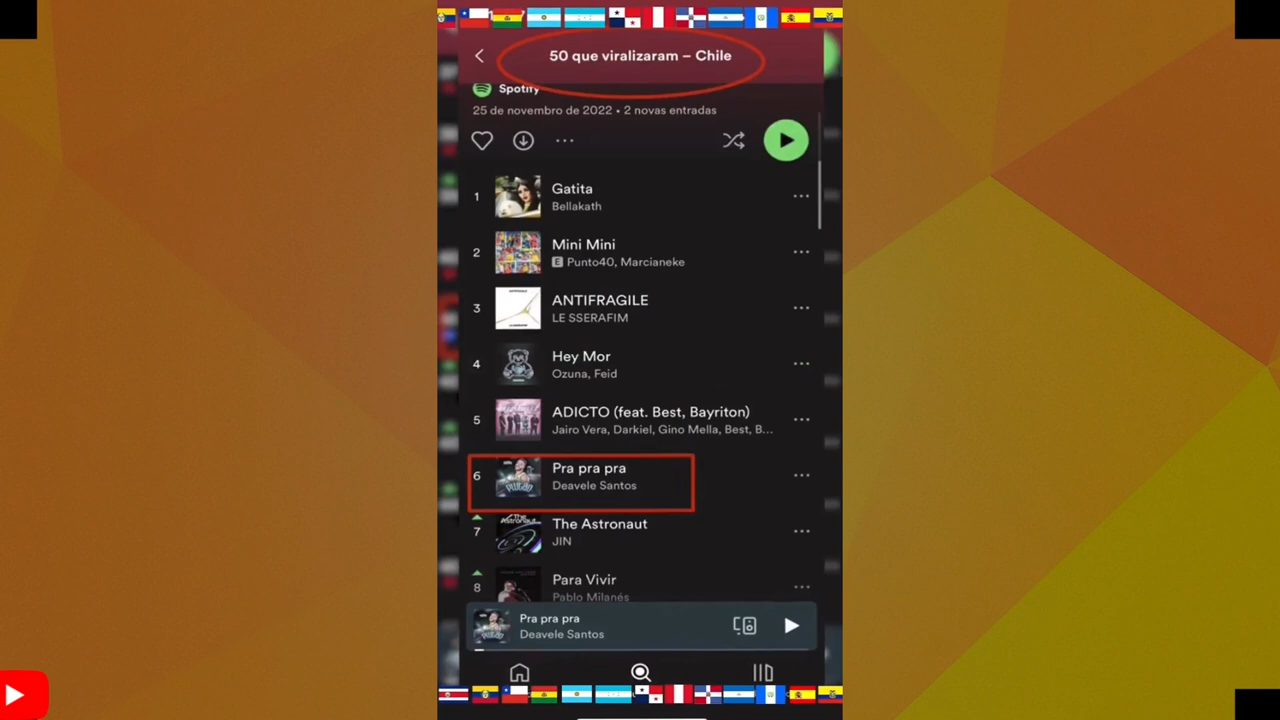 50 que viralizaram – Chile
Spotify
25 de novembro de 2022 • 2 novas entradas
1
Gatita
Bellakath
2
Mini Mini
E Punto40, Marcianeke
3
ANTIFRAGILE
LE SSERAFIM
4
Hey Mor
Ozuna, Feid
5
ADICTO (feat. Best, Bayriton)
Jairo Vera, Darkiel, Gino Mella, Best, B...
6
Pra pra pra
Deavele Santos
7
The Astronaut
JIN
8
Para Vivir
Pablo Milanés
Pra pra pra
Deavele Santos